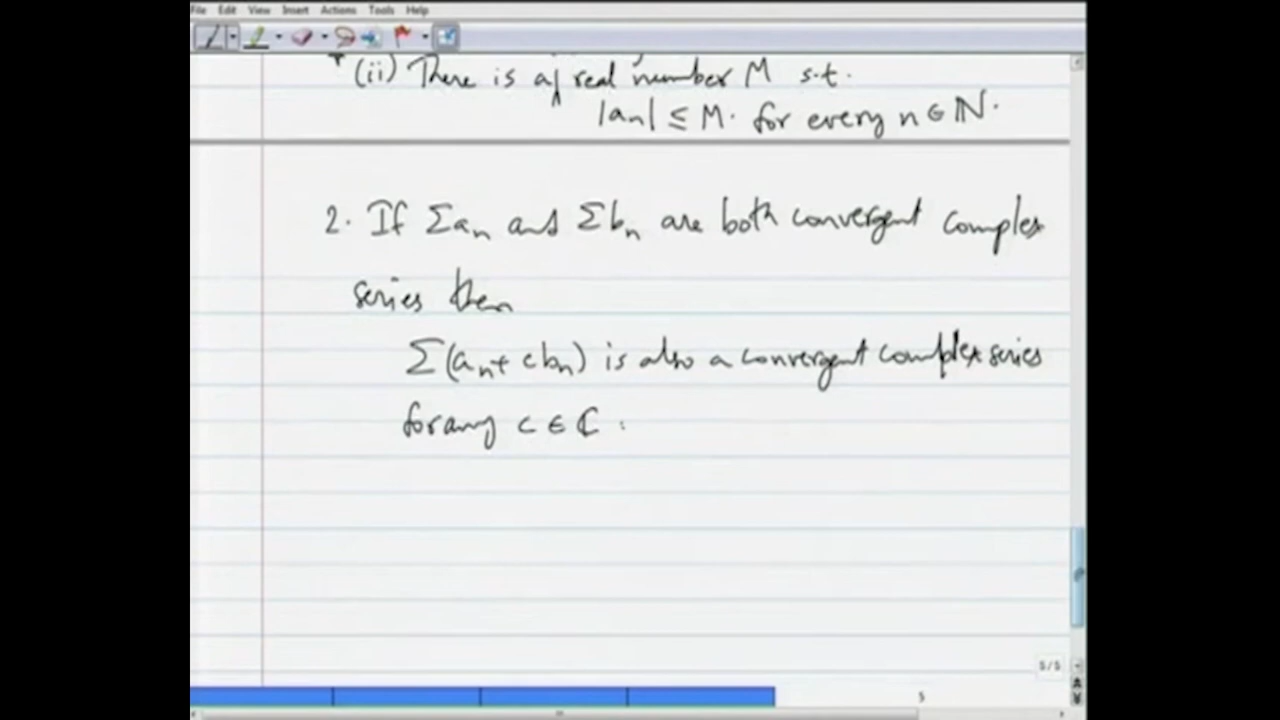 File Edit View Insert Actions Tools Help
(ii) There is a real number M s.t.
|an| ≤ M. for every n ∈ ℕ.
2. If Σan and Σbn are both convergent complex
series then
Σ(an + cbn) is also a convergent complex series
for any c ∈ ℂ.
5/5
5